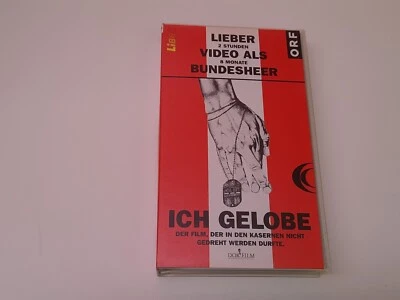 LIEBER
2 STUNDEN
VIDEO ALS
8 MONATE
BUNDESHEER
ORF
ICH GELOBE
DER FILM, DER IN DEN KASERNEN NICHT
GEDREHT WERDEN DURFTE.
DOR FILM